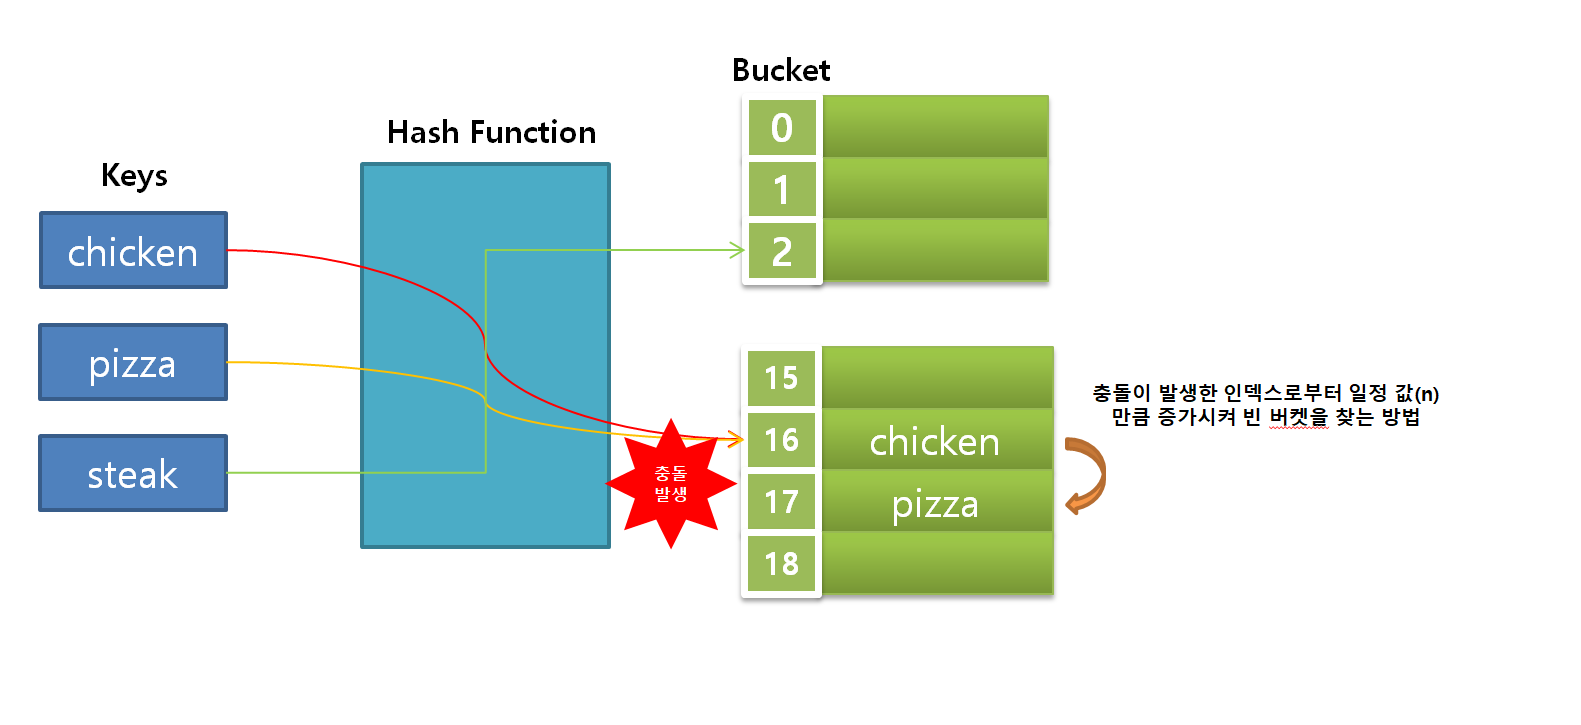 Keys
chicken
pizza
steak
Hash Function
충돌
발생
Bucket
0
1
2
15
16 chicken
17 pizza
18
충돌이 발생한 인덱스로부터 일정 값(n)
만큼 증가시켜 빈 버켓을 찾는 방법